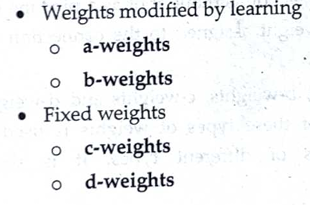 • Weights modified by learning
o a-weights
o b-weights
• Fixed weights
o c-weights
o d-weights